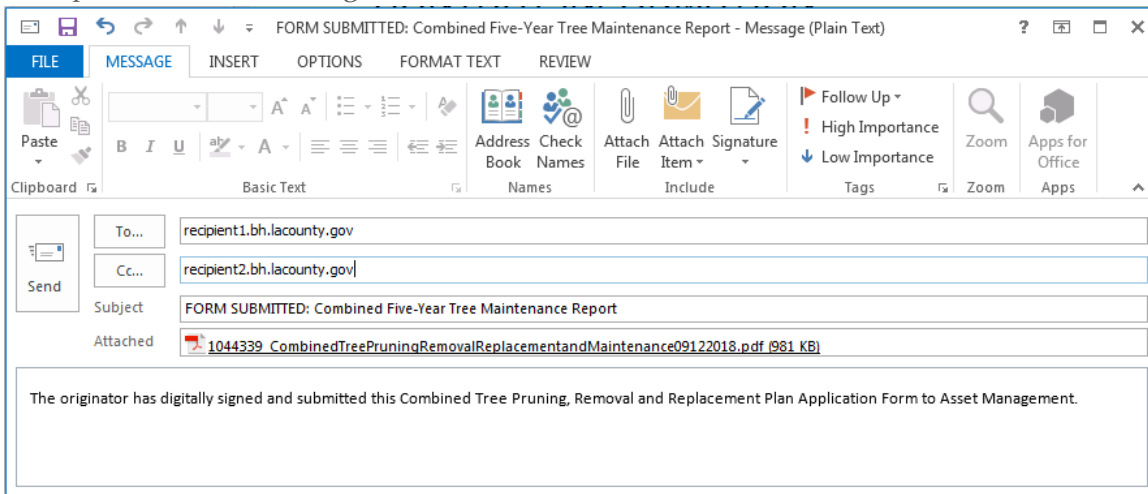 FORM SUBMITTED: Combined Five-Year Tree Maintenance Report - Message (Plain Text)
FILE MESSAGE INSERT OPTIONS FORMAT TEXT REVIEW
Paste
B I U
Address Book
Check Names
Attach File
Attach Item
Signature
Follow Up
High Importance
Low Importance
Zoom
Apps for Office
Clipboard Basic Text Names Include Tags Zoom Apps
Send
To... recipient1.bh.lacounty.gov
Cc... recipient2.bh.lacounty.gov
Subject FORM SUBMITTED: Combined Five-Year Tree Maintenance Report
Attached 1044339_CombinedTreePruningRemovalReplacementandMaintenance09122018.pdf (981 KB)
The originator has digitally signed and submitted this Combined Tree Pruning, Removal and Replacement Plan Application Form to Asset Management.